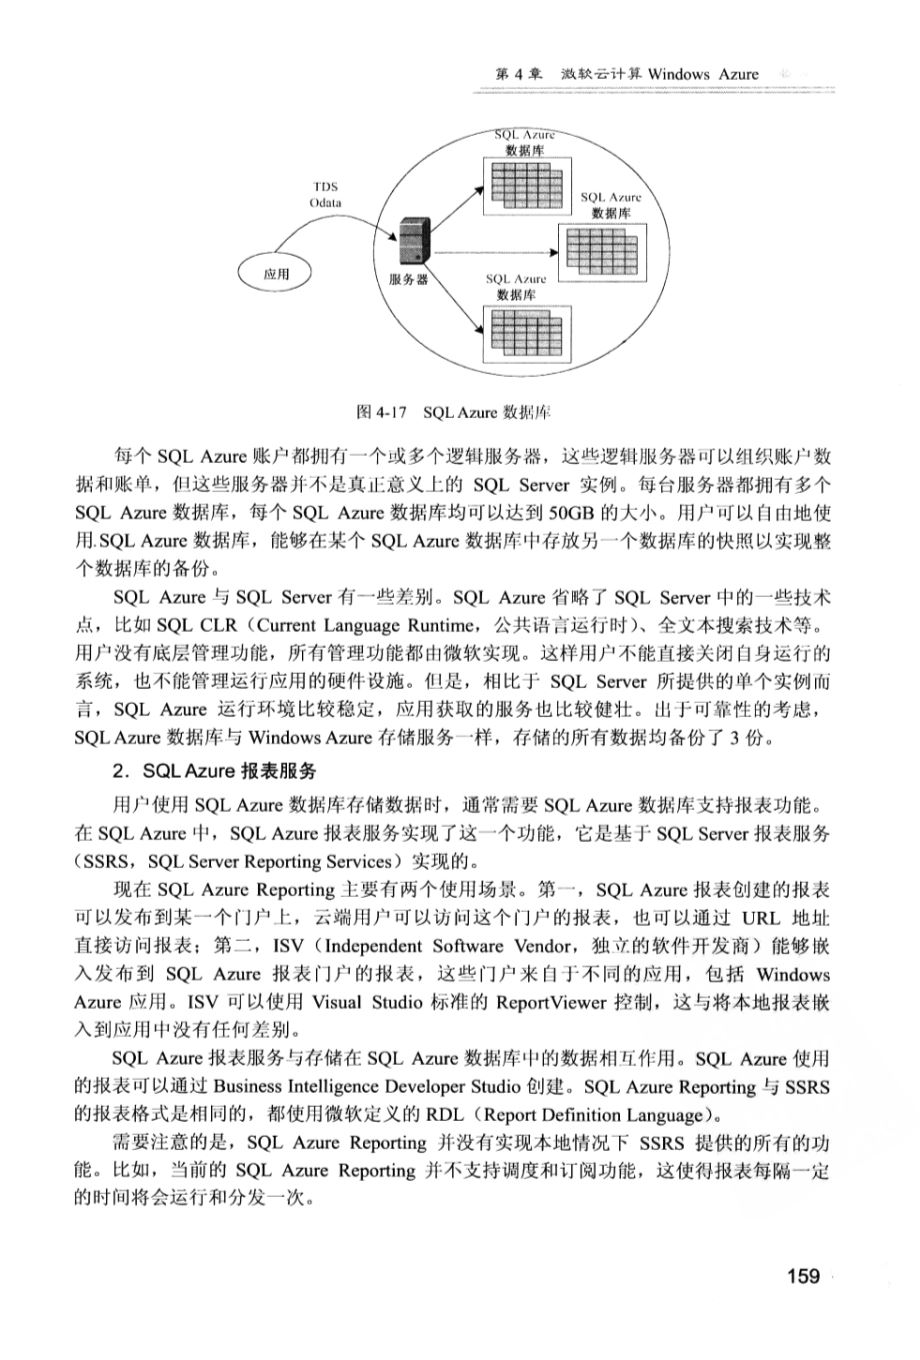 第 4 章 微软云计算 Windows Azure
SQL Azure
数据库
TDS
Odata
SQL Azure
数据库
应用
服务器
SQL Azure
数据库
图 4-17 SQL Azure 数据库
每个 SQL Azure 账户都拥有一个或多个逻辑服务器，这些逻辑服务器可以组织账户数
据和账单，但这些服务器并不是真正意义上的 SQL Server 实例。每台服务器都拥有多个
SQL Azure 数据库，每个 SQL Azure 数据库均可以达到 50GB 的大小。用户可以自由地使
用 SQL Azure 数据库，能够在某个 SQL Azure 数据库中存放另一个数据库的快照以实现整
个数据库的备份。
SQL Azure 与 SQL Server 有一些差别。SQL Azure 省略了 SQL Server 中的一些技术
点，比如 SQL CLR（Current Language Runtime，公共语言运行时）、全文本搜索技术等。
用户没有底层管理功能，所有管理功能都由微软实现。这样用户不能直接关闭自身运行的
系统，也不能管理运行应用的硬件设施。但是，相比于 SQL Server 所提供的单个实例而
言，SQL Azure 运行环境比较稳定，应用获取的服务也比较健壮。出于可靠性的考虑，
SQL Azure 数据库与 Windows Azure 存储服务一样，存储的所有数据均备份了 3 份。
2．SQL Azure 报表服务
用户使用 SQL Azure 数据库存储数据时，通常需要 SQL Azure 数据库支持报表功能。
在 SQL Azure 中，SQL Azure 报表服务实现了这一个功能，它是基于 SQL Server 报表服务
（SSRS，SQL Server Reporting Services）实现的。
现在 SQL Azure Reporting 主要有两个使用场景。第一，SQL Azure 报表创建的报表
可以发布到某一个门户上，云端用户可以访问这个门户的报表，也可以通过 URL 地址
直接访问报表；第二，ISV（Independent Software Vendor，独立的软件开发商）能够嵌
入发布到 SQL Azure 报表门户的报表，这些门户来自于不同的应用，包括 Windows
Azure 应用。ISV 可以使用 Visual Studio 标准的 ReportViewer 控制，这与将本地报表嵌
入到应用中没有任何差别。
SQL Azure 报表服务与存储在 SQL Azure 数据库中的数据相互作用。SQL Azure 使用
的报表可以通过 Business Intelligence Developer Studio 创建。SQL Azure Reporting 与 SSRS
的报表格式是相同的，都使用微软定义的 RDL（Report Definition Language）。
需要注意的是，SQL Azure Reporting 并没有实现本地情况下 SSRS 提供的所有的功
能。比如，当前的 SQL Azure Reporting 并不支持调度和订阅功能，这使得报表每隔一定
的时间将会运行和分发一次。
159